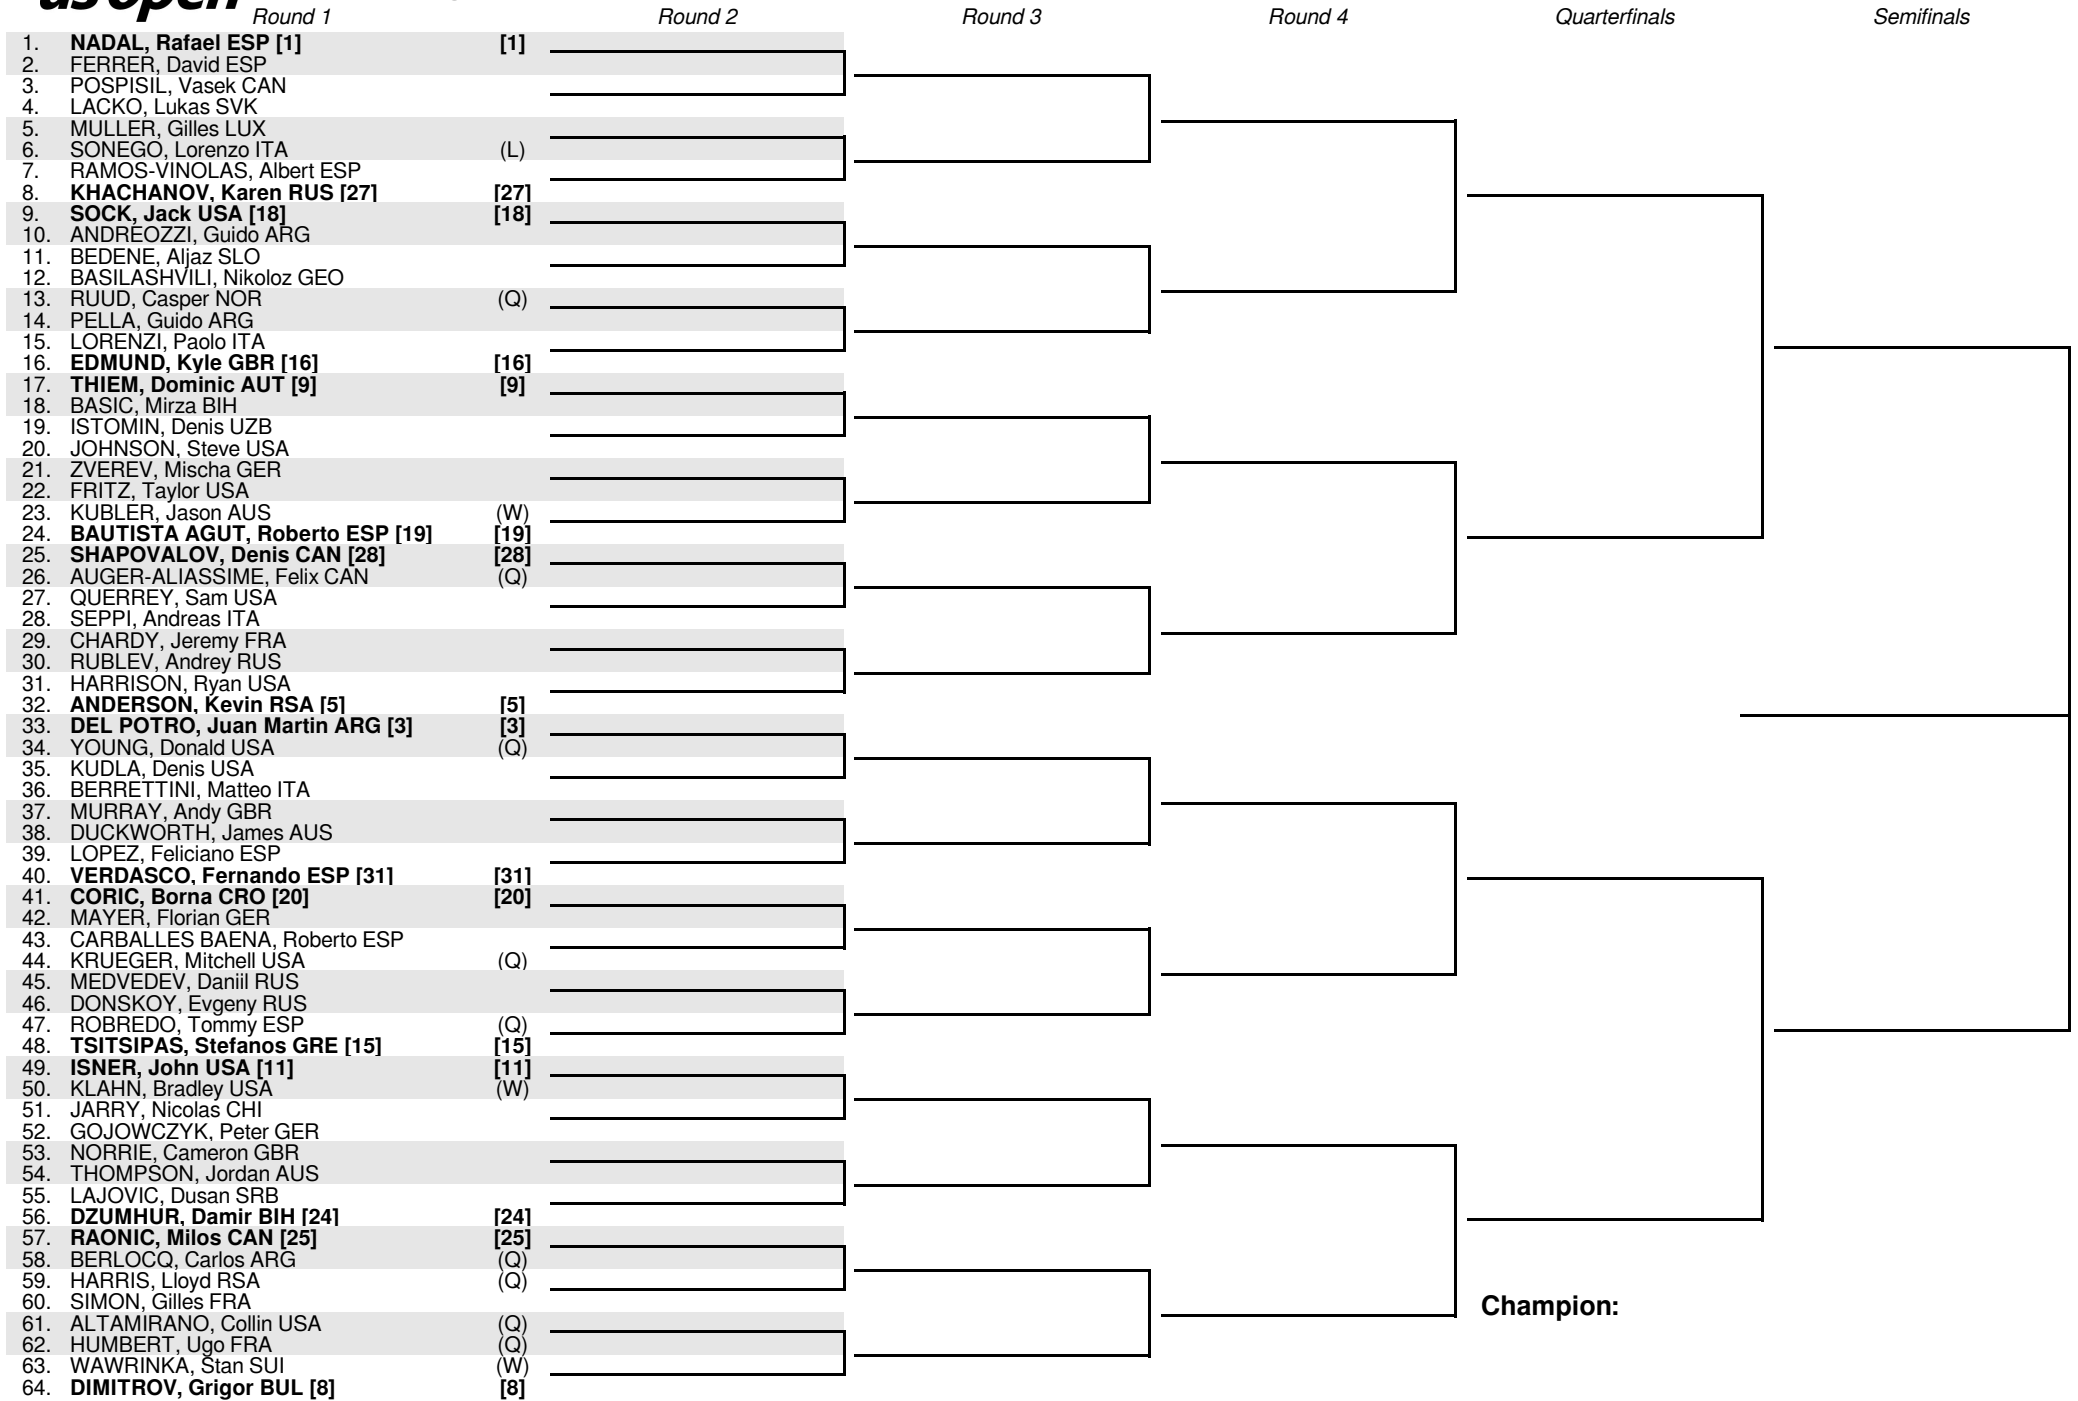 us open
Round 1 Round 2 Round 3 Round 4 Quarterfinals Semifinals
1. NADAL, Rafael ESP [1] [1]
2. FERRER, David ESP
3. POSPISIL, Vasek CAN
4. LACKO, Lukas SVK
5. MULLER, Gilles LUX
6. SONEGO, Lorenzo ITA (L)
7. RAMOS-VINOLAS, Albert ESP
8. KHACHANOV, Karen RUS [27] [27]
9. SOCK, Jack USA [18] [18]
10. ANDREOZZI, Guido ARG
11. BEDENE, Aljaz SLO
12. BASILASHVILI, Nikoloz GEO
13. RUUD, Casper NOR (Q)
14. PELLA, Guido ARG
15. LORENZI, Paolo ITA
16. EDMUND, Kyle GBR [16] [16]
17. THIEM, Dominic AUT [9] [9]
18. BASIC, Mirza BIH
19. ISTOMIN, Denis UZB
20. JOHNSON, Steve USA
21. ZVEREV, Mischa GER
22. FRITZ, Taylor USA
23. KUBLER, Jason AUS (W)
24. BAUTISTA AGUT, Roberto ESP [19] [19]
25. SHAPOVALOV, Denis CAN [28] [28]
26. AUGER-ALIASSIME, Felix CAN (Q)
27. QUERREY, Sam USA
28. SEPPI, Andreas ITA
29. CHARDY, Jeremy FRA
30. RUBLEV, Andrey RUS
31. HARRISON, Ryan USA
32. ANDERSON, Kevin RSA [5] [5]
33. DEL POTRO, Juan Martin ARG [3] [3]
34. YOUNG, Donald USA (Q)
35. KUDLA, Denis USA
36. BERRETTINI, Matteo ITA
37. MURRAY, Andy GBR
38. DUCKWORTH, James AUS
39. LOPEZ, Feliciano ESP
40. VERDASCO, Fernando ESP [31] [31]
41. CORIC, Borna CRO [20] [20]
42. MAYER, Florian GER
43. CARBALLES BAENA, Roberto ESP
44. KRUEGER, Mitchell USA (Q)
45. MEDVEDEV, Daniil RUS
46. DONSKOY, Evgeny RUS
47. ROBREDO, Tommy ESP (Q)
48. TSITSIPAS, Stefanos GRE [15] [15]
49. ISNER, John USA [11] [11]
50. KLAHN, Bradley USA (W)
51. JARRY, Nicolas CHI
52. GOJOWCZYK, Peter GER
53. NORRIE, Cameron GBR
54. THOMPSON, Jordan AUS
55. LAJOVIC, Dusan SRB
56. DZUMHUR, Damir BIH [24] [24]
57. RAONIC, Milos CAN [25] [25]
58. BERLOCQ, Carlos ARG (Q)
59. HARRIS, Lloyd RSA (Q)
60. SIMON, Gilles FRA
Champion:
61. ALTAMIRANO, Collin USA (Q)
62. HUMBERT, Ugo FRA (Q)
63. WAWRINKA, Stan SUI (W)
64. DIMITROV, Grigor BUL [8] [8]